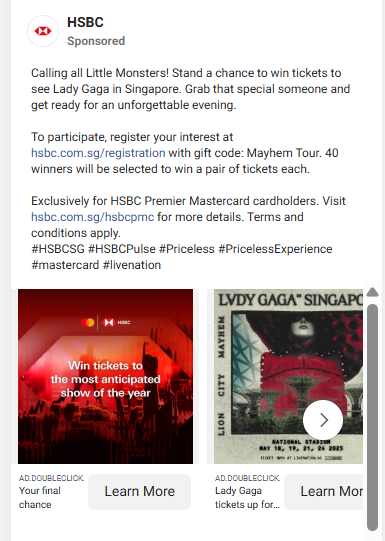 HSBC
Sponsored
Calling all Little Monsters! Stand a chance to win tickets to
see Lady Gaga in Singapore. Grab that special someone and
get ready for an unforgettable evening.
To participate, register your interest at
hsbc.com.sg/registration with gift code: Mayhem Tour. 40
winners will be selected to win a pair of tickets each.
Exclusively for HSBC Premier Mastercard cardholders. Visit
hsbc.com.sg/hsbcpmc for more details. Terms and
conditions apply.
#HSBCSG #HSBCPulse #Priceless #PricelessExperience
#mastercard #livenation
HSBC
Win tickets to
the most anticipated
show of the year
LVDY GAGA" SINGAPO
LION CITY MAYHEM
NATIONAL STADIUM
MAY 18, 19, 21, 24 2025
TICKET INFO AT LIVENATION.SG
AD.DOUBLECLICK.
Your final
chance
Learn More
AD.DOUBLECLICK.
Lady Gaga
tickets up for...
Learn Mor